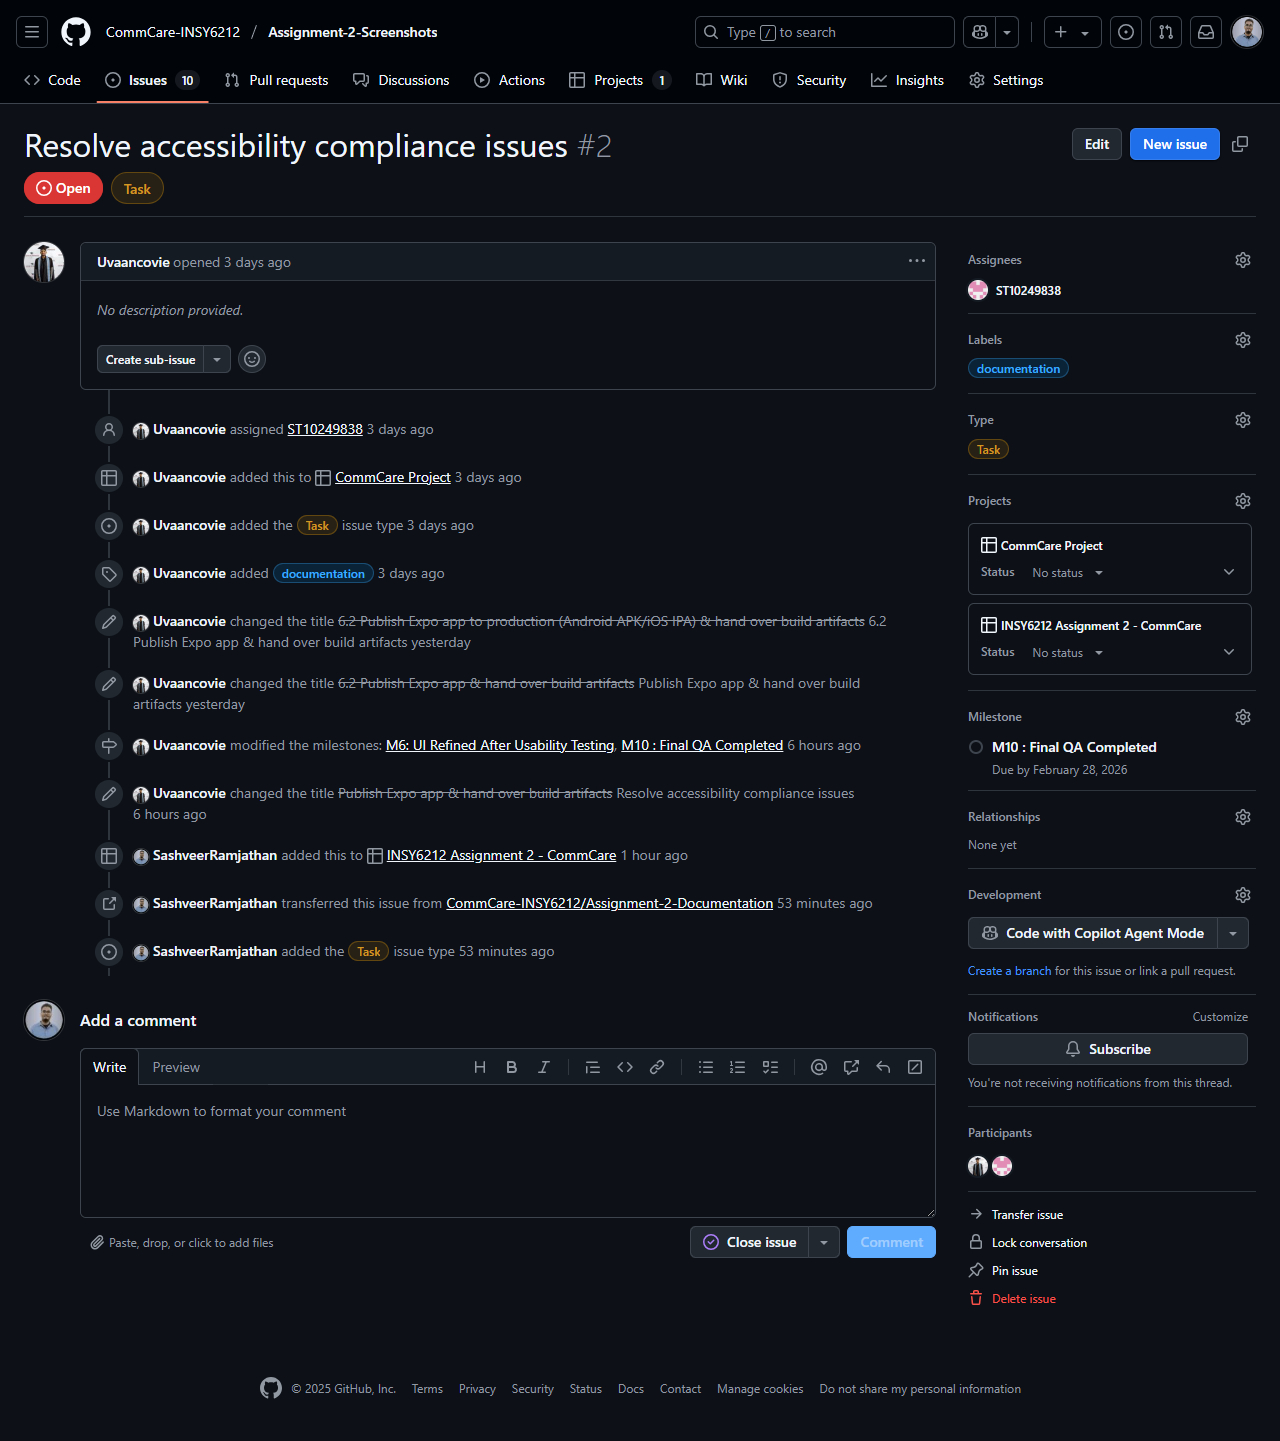 CommCare-INSY6212 / Assignment-2-Screenshots
Type / to search
Code
Issues 10
Pull requests
Discussions
Actions
Projects 1
Wiki
Security
Insights
Settings
Resolve accessibility compliance issues #2
Edit
New issue
Open
Task
Uvaancovie opened 3 days ago
No description provided.
Create sub-issue
Uvaancovie assigned ST10249838 3 days ago
Uvaancovie added this to CommCare Project 3 days ago
Uvaancovie added the Task issue type 3 days ago
Uvaancovie added documentation 3 days ago
Uvaancovie changed the title 6.2 Publish Expo app to production (Android APK/iOS IPA) & hand over build artifacts 6.2
Publish Expo app & hand over build artifacts yesterday
Uvaancovie changed the title 6.2 Publish Expo app & hand over build artifacts Publish Expo app & hand over build
artifacts yesterday
Uvaancovie modified the milestones: M6: UI Refined After Usability Testing, M10 : Final QA Completed 6 hours ago
Uvaancovie changed the title Publish Expo app & hand over build artifacts Resolve accessibility compliance issues
6 hours ago
SashveerRamjathan added this to INSY6212 Assignment 2 - CommCare 1 hour ago
SashveerRamjathan transferred this issue from CommCare-INSY6212/Assignment-2-Documentation 53 minutes ago
SashveerRamjathan added the Task issue type 53 minutes ago
Add a comment
Write
Preview
Use Markdown to format your comment
Paste, drop, or click to add files
Close issue
Comment
Assignees
ST10249838
Labels
documentation
Type
Task
Projects
CommCare Project
Status No status
INSY6212 Assignment 2 - CommCare
Status No status
Milestone
M10 : Final QA Completed
Due by February 28, 2026
Relationships
None yet
Development
Code with Copilot Agent Mode
Create a branch for this issue or link a pull request.
Notifications
Customize
Subscribe
You're not receiving notifications from this thread.
Participants
Transfer issue
Lock conversation
Pin issue
Delete issue
© 2025 GitHub, Inc. Terms Privacy Security Status Docs Contact Manage cookies Do not share my personal information